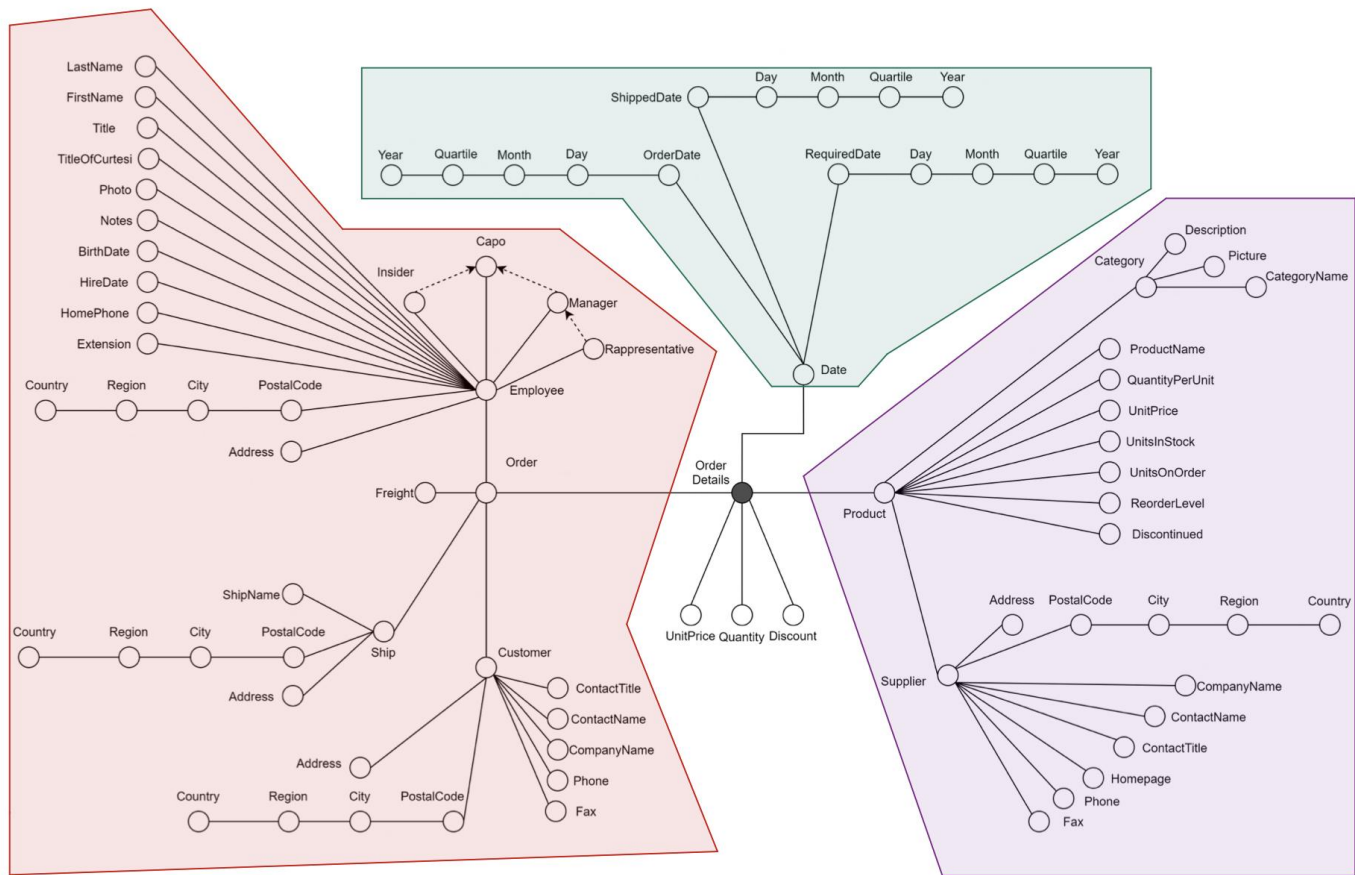 LastName
FirstName
Title
TitleOfCurtesi
Photo
Notes
BirthDate
HireDate
HomePhone
Extension
Country
Region
City
PostalCode
Address
Capo
Insider
Manager
Rappresentative
Employee
Order
Freight
ShipName
Country
Region
City
PostalCode
Ship
Address
Customer
ContactTitle
ContactName
CompanyName
Phone
Fax
Address
Country
Region
City
PostalCode
ShippedDate
Day
Month
Quartile
Year
Year
Quartile
Month
Day
OrderDate
RequiredDate
Day
Month
Quartile
Year
Date
Order
Details
UnitPrice
Quantity
Discount
Description
Category
Picture
CategoryName
ProductName
QuantityPerUnit
UnitPrice
UnitsInStock
UnitsOnOrder
ReorderLevel
Discontinued
Product
Address
PostalCode
City
Region
Country
Supplier
CompanyName
ContactName
ContactTitle
Homepage
Phone
Fax